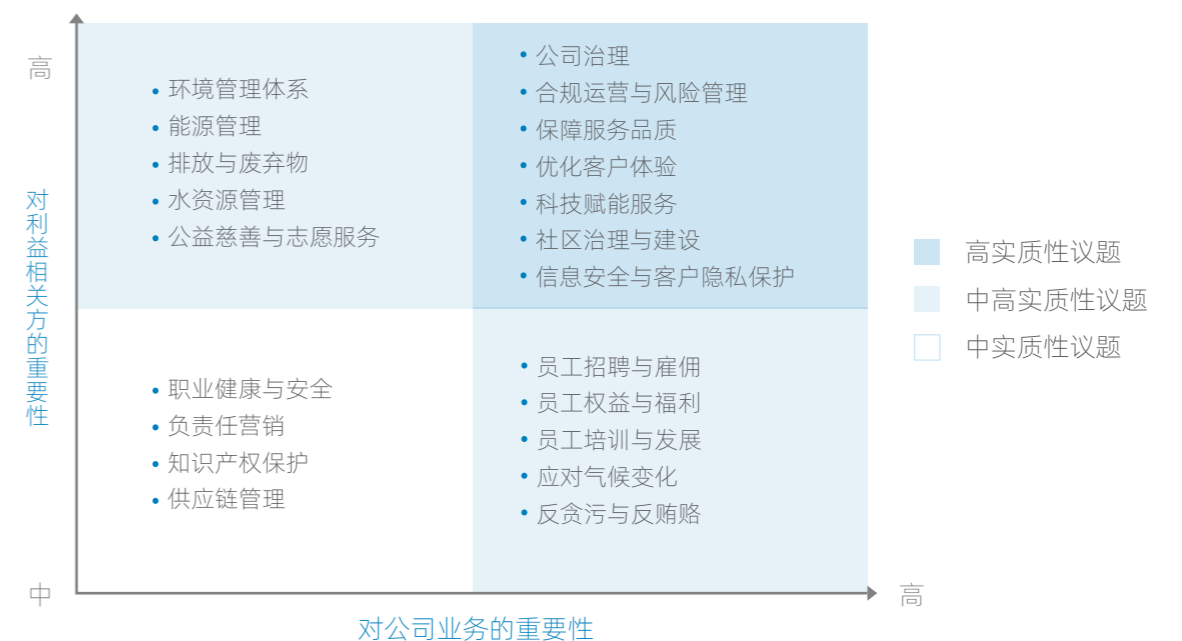 高
对利益相关方的重要性
中
• 环境管理体系
• 能源管理
• 排放与废弃物
• 水资源管理
• 公益慈善与志愿服务
• 公司治理
• 合规运营与风险管理
• 保障服务品质
• 优化客户体验
• 科技赋能服务
• 社区治理与建设
• 信息安全与客户隐私保护
• 职业健康与安全
• 负责任营销
• 知识产权保护
• 供应链管理
• 员工招聘与雇佣
• 员工权益与福利
• 员工培训与发展
• 应对气候变化
• 反贪污与反贿赂
高实质性议题
中高实质性议题
中实质性议题
对公司业务的重要性
高